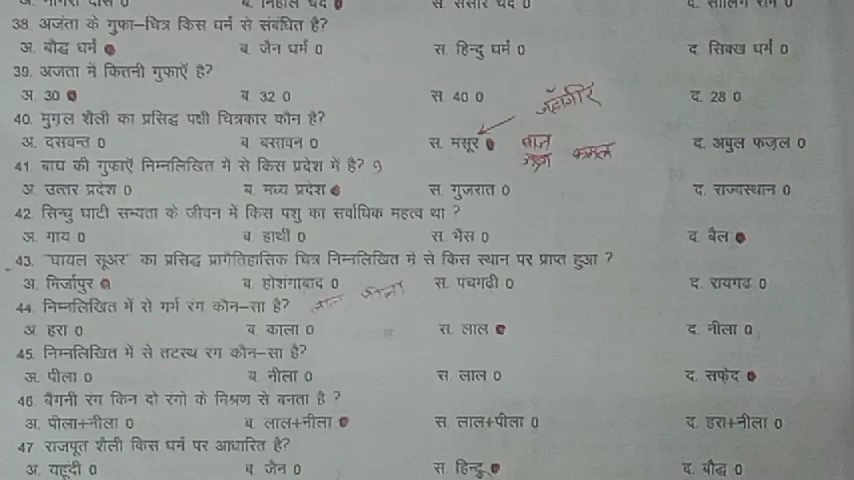 38. अजंता के गुफा–चित्र किस धर्म से संबंधित है?
अ. बौद्ध धर्म ब. जैन धर्म 0 स. हिन्दु धर्म 0 द. सिक्ख धर्म 0
39. अजंता में कितनी गुफाएँ है?
अ. 30 ब. 32 0 स. 40 0 द. 28 0
जहाँगीर
40. मुगल शैली का प्रसिद्ध पक्षी चित्रकार कौन है?
अ. दसवन्त 0 ब. बसावन 0 स. मंसूर द. अबुल फजल 0
41. बाघ की गुफाएँ निम्नलिखित में से किस प्रदेश में है? 9
अ. उत्तर प्रदेश 0 ब. मध्य प्रदेश स. गुजरात 0 द. राजस्थान 0
42. सिन्धु घाटी सभ्यता के जीवन में किस पशु का सर्वाधिक महत्व था ?
अ. गाय 0 ब. हाथी 0 स. भैंस 0 द. बैल
43. "घायल सूअर" का प्रसिद्ध प्रागैतिहासिक चित्र निम्नलिखित में से किस स्थान पर प्राप्त हुआ ?
अ. मिर्जापुर ब. होशंगाबाद 0 स. पंचमढ़ी 0 द. रायगढ 0
44. निम्नलिखित में से गर्म रंग कौन–सा है?
अ. हरा 0 ब. काला 0 स. लाल द. नीला 0
45. निम्नलिखित में से तटस्थ रंग कौन–सा है?
अ. पीला 0 ब. नीला 0 स. लाल 0 द. सफेद
46. बैंगनी रंग किन दो रंगो के मिश्रण से बनता है ?
अ. पीला+नीला 0 ब. लाल+नीला स. लाल+पीला 0 द. हरा+नीला 0
47 राजपूत शैली किस धर्म पर आधारित है?
अ. यहूदी 0 ब. जैन 0 स. हिन्दू द. बौद्ध 0